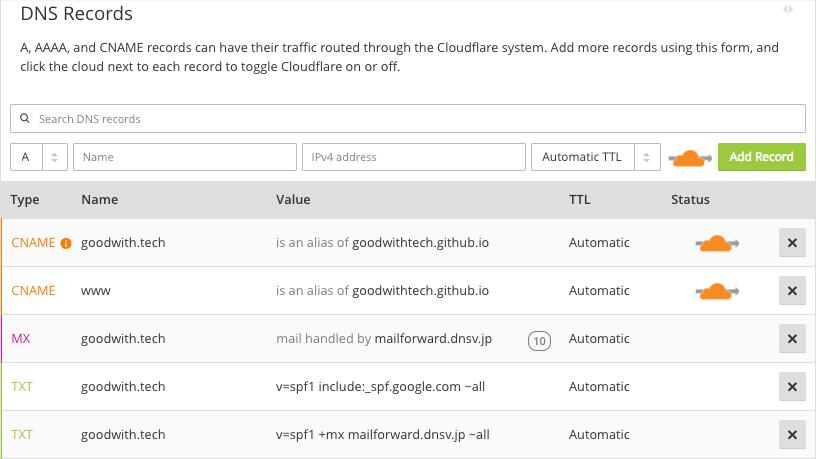 DNS Records
A, AAAA, and CNAME records can have their traffic routed through the Cloudflare system. Add more records using this form, and
click the cloud next to each record to toggle Cloudflare on or off.
Search DNS records
A Name IPv4 address Automatic TTL Add Record
Type Name Value TTL Status
CNAME goodwith.tech is an alias of goodwithtech.github.io Automatic
CNAME www is an alias of goodwithtech.github.io Automatic
MX goodwith.tech mail handled by mailforward.dnsv.jp 10 Automatic
TXT goodwith.tech v=spf1 include:_spf.google.com ~all Automatic
TXT goodwith.tech v=spf1 +mx mailforward.dnsv.jp ~all Automatic